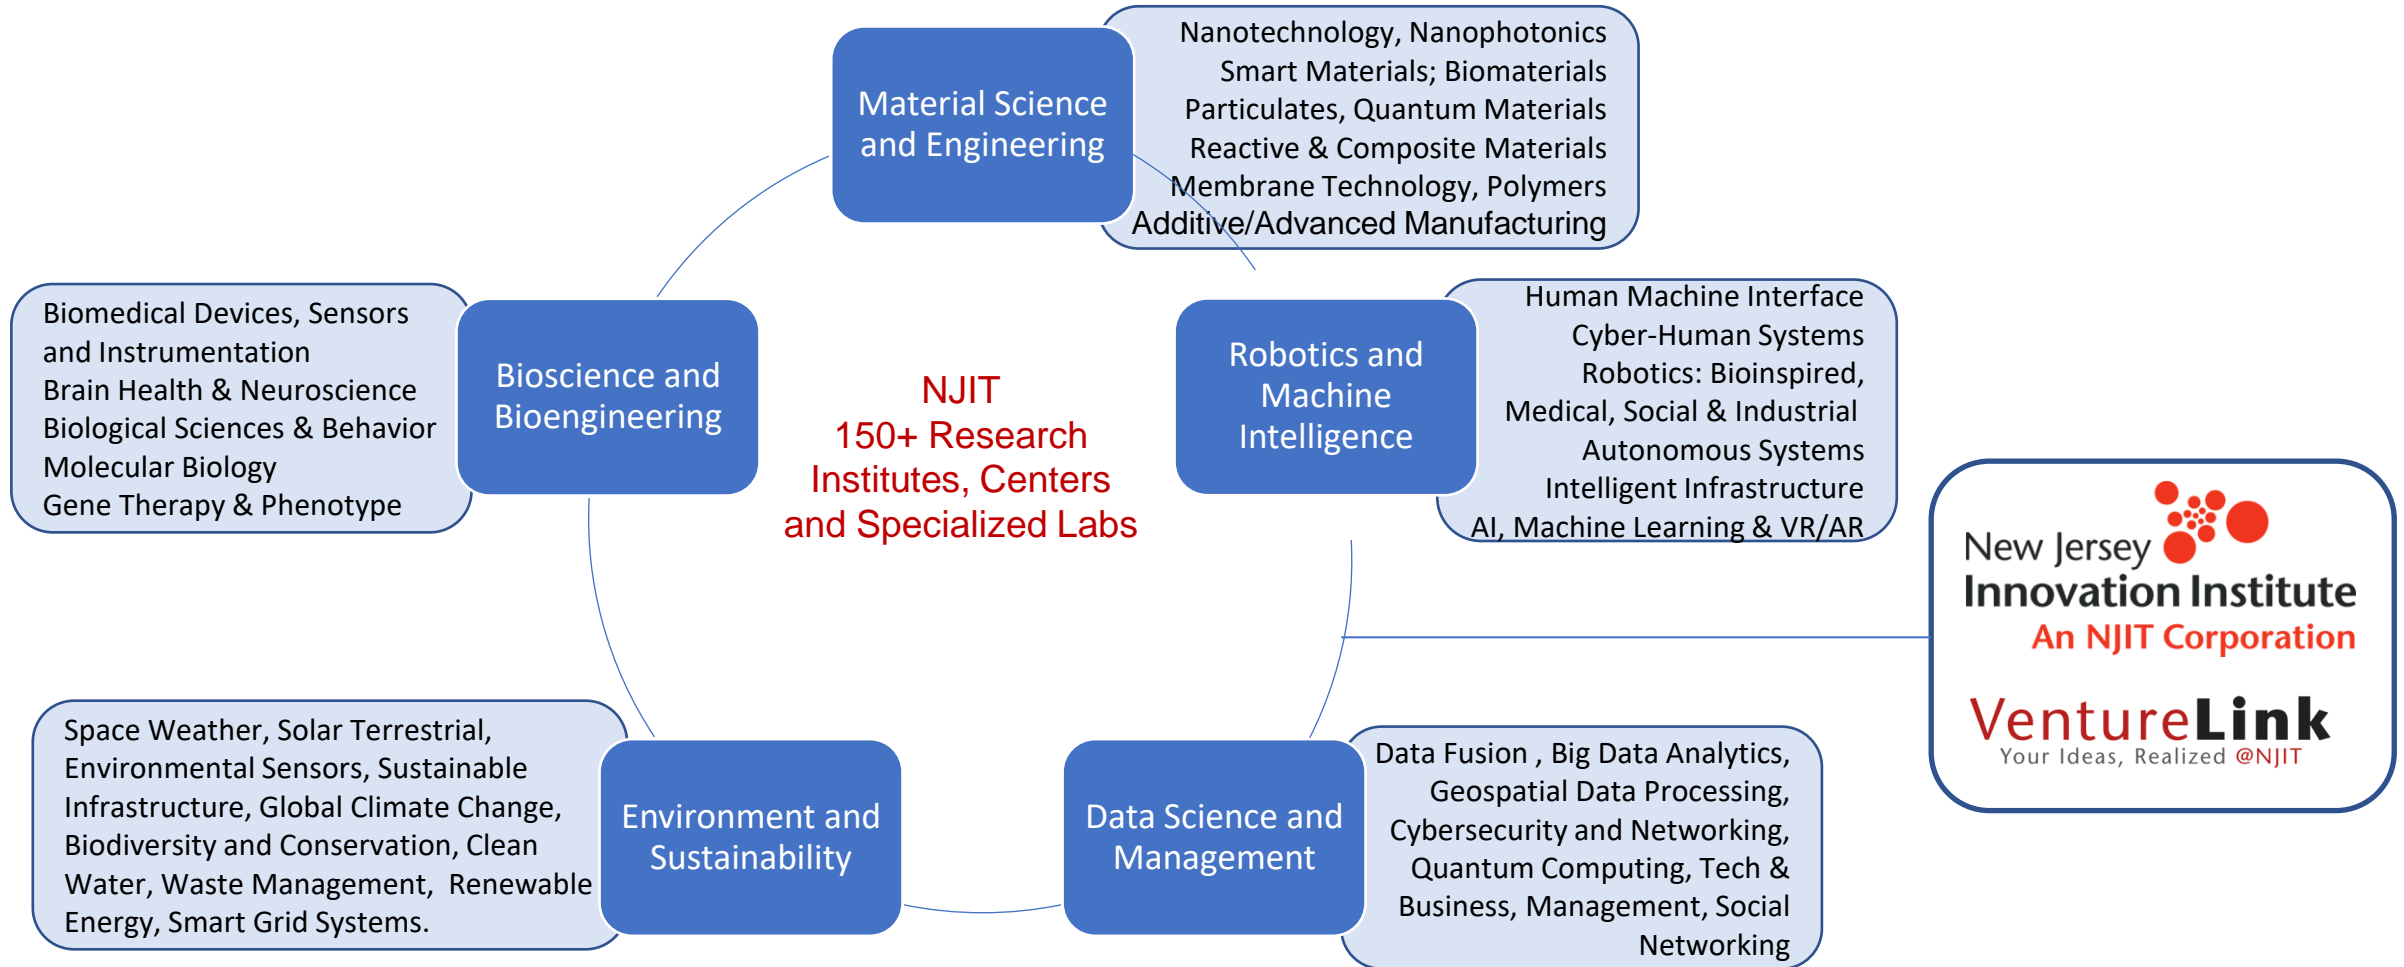 Material Science
and Engineering
Nanotechnology, Nanophotonics
Smart Materials; Biomaterials
Particulates, Quantum Materials
Reactive & Composite Materials
Membrane Technology, Polymers
Additive/Advanced Manufacturing
Biomedical Devices, Sensors
and Instrumentation
Brain Health & Neuroscience
Biological Sciences & Behavior
Molecular Biology
Gene Therapy & Phenotype
Bioscience and
Bioengineering
NJIT
150+ Research
Institutes, Centers
and Specialized Labs
Robotics and
Machine
Intelligence
Human Machine Interface
Cyber-Human Systems
Robotics: Bioinspired,
Medical, Social & Industrial
Autonomous Systems
Intelligent Infrastructure
AI, Machine Learning & VR/AR
New Jersey
Innovation Institute
An NJIT Corporation
VentureLink
Your Ideas, Realized @NJIT
Space Weather, Solar Terrestrial,
Environmental Sensors, Sustainable
Infrastructure, Global Climate Change,
Biodiversity and Conservation, Clean
Water, Waste Management, Renewable
Energy, Smart Grid Systems.
Environment and
Sustainability
Data Science and
Management
Data Fusion , Big Data Analytics,
Geospatial Data Processing,
Cybersecurity and Networking,
Quantum Computing, Tech &
Business, Management, Social
Networking